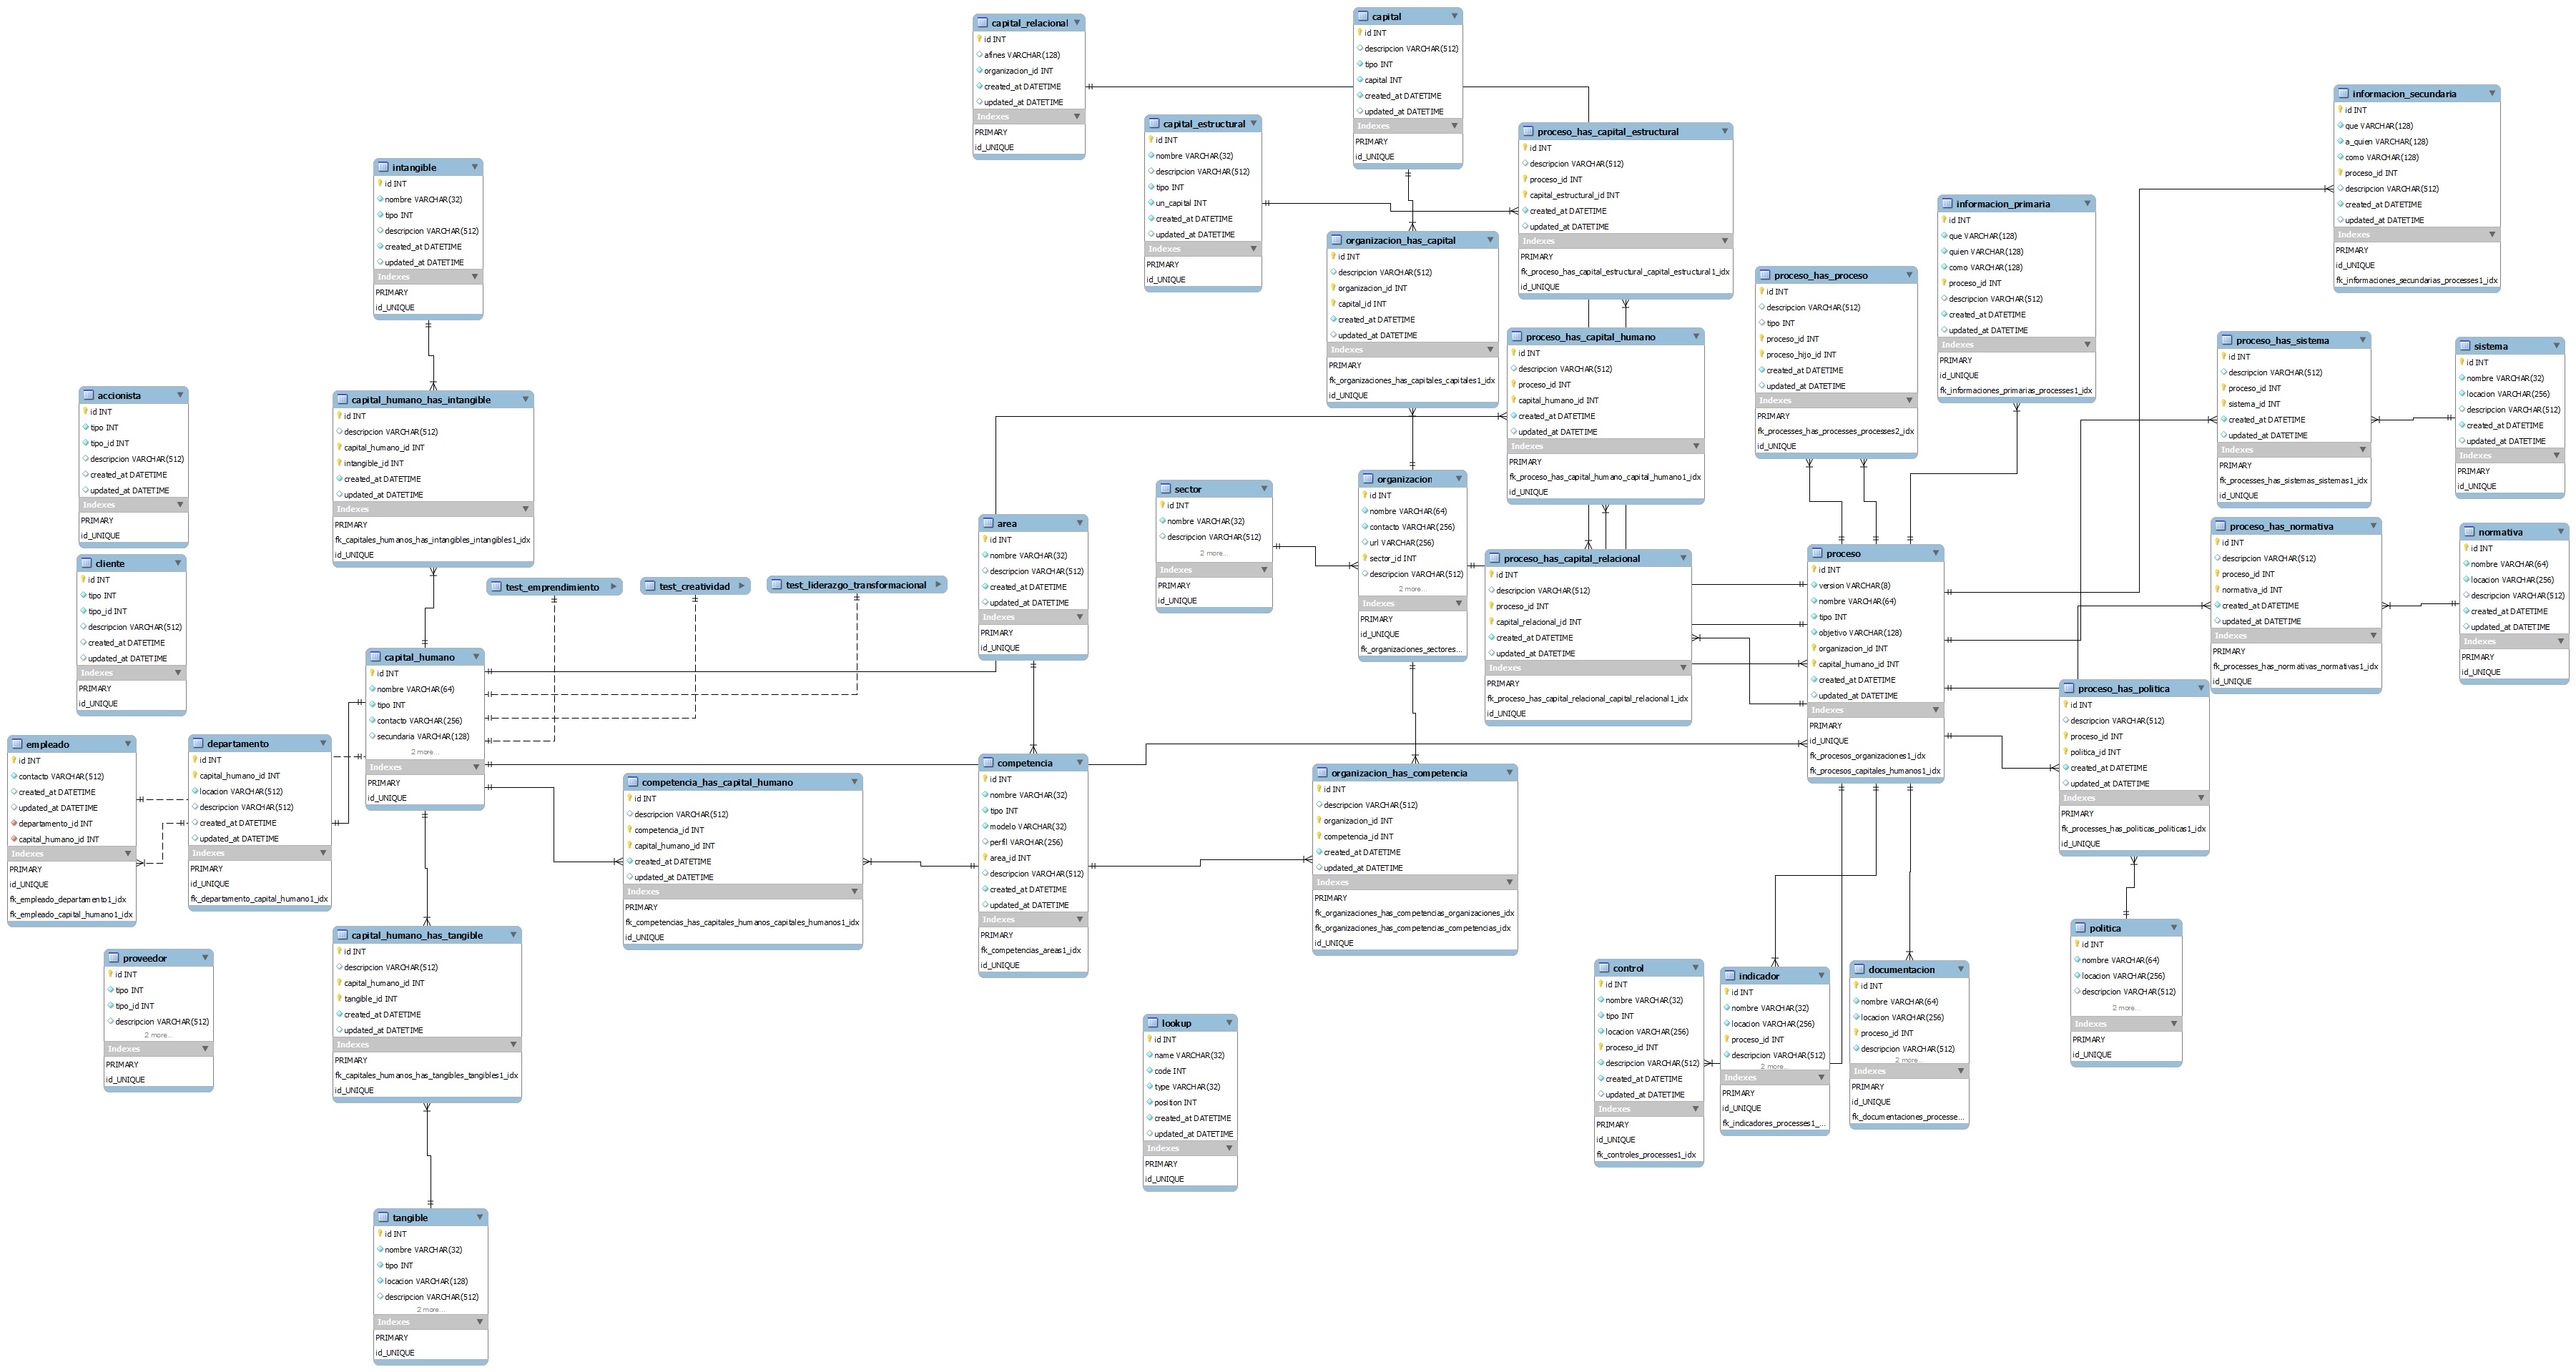 capital_relacional
id INT
afines VARCHAR(128)
organizacion_id INT
created_at DATETIME
updated_at DATETIME
Indexes
PRIMARY
id_UNIQUE
capital
id INT
descripcion VARCHAR(512)
tipo INT
capital INT
created_at DATETIME
updated_at DATETIME
Indexes
PRIMARY
id_UNIQUE
capital_estructural
id INT
nombre VARCHAR(32)
descripcion VARCHAR(512)
tipo INT
un_capital INT
created_at DATETIME
updated_at DATETIME
Indexes
PRIMARY
id_UNIQUE
proceso_has_capital_estructural
id INT
descripcion VARCHAR(512)
proceso_id INT
capital_estructural_id INT
created_at DATETIME
updated_at DATETIME
Indexes
PRIMARY
fk_proceso_has_capital_estructural_capital_estructural1_idx
id_UNIQUE
informacion_secundaria
id INT
que VARCHAR(128)
a_quien VARCHAR(128)
como VARCHAR(128)
proceso_id INT
descripcion VARCHAR(512)
created_at DATETIME
updated_at DATETIME
Indexes
PRIMARY
id_UNIQUE
fk_informaciones_secundarias_processes1_idx
intangible
id INT
nombre VARCHAR(32)
tipo INT
descripcion VARCHAR(512)
created_at DATETIME
updated_at DATETIME
Indexes
PRIMARY
id_UNIQUE
organizacion_has_capital
id INT
descripcion VARCHAR(512)
organizacion_id INT
capital_id INT
created_at DATETIME
updated_at DATETIME
Indexes
PRIMARY
fk_organizaciones_has_capitales_capitales1_idx
id_UNIQUE
informacion_primaria
id INT
que VARCHAR(128)
quien VARCHAR(128)
como VARCHAR(128)
proceso_id INT
descripcion VARCHAR(512)
created_at DATETIME
updated_at DATETIME
Indexes
PRIMARY
id_UNIQUE
fk_informaciones_primarias_processes1_idx
proceso_has_proceso
id INT
descripcion VARCHAR(512)
tipo INT
proceso_id INT
proceso_hijo_id INT
created_at DATETIME
updated_at DATETIME
Indexes
PRIMARY
fk_processes_has_processes_processes2_idx
id_UNIQUE
proceso_has_capital_humano
id INT
descripcion VARCHAR(512)
proceso_id INT
capital_humano_id INT
created_at DATETIME
updated_at DATETIME
Indexes
PRIMARY
fk_proceso_has_capital_humano_capital_humano1_idx
id_UNIQUE
proceso_has_sistema
id INT
descripcion VARCHAR(512)
proceso_id INT
sistema_id INT
created_at DATETIME
updated_at DATETIME
Indexes
PRIMARY
fk_processes_has_sistemas_sistemas1_idx
id_UNIQUE
sistema
id INT
nombre VARCHAR(32)
locacion VARCHAR(256)
descripcion VARCHAR(512)
created_at DATETIME
updated_at DATETIME
Indexes
PRIMARY
id_UNIQUE
accionista
id INT
tipo INT
tipo_id INT
descripcion VARCHAR(512)
created_at DATETIME
updated_at DATETIME
Indexes
PRIMARY
id_UNIQUE
capital_humano_has_intangible
id INT
descripcion VARCHAR(512)
capital_humano_id INT
intangible_id INT
created_at DATETIME
updated_at DATETIME
Indexes
PRIMARY
fk_capitales_humanos_has_intangibles_intangibles1_idx
id_UNIQUE
sector
id INT
nombre VARCHAR(32)
descripcion VARCHAR(512)
2 more...
Indexes
PRIMARY
id_UNIQUE
organizacion
id INT
nombre VARCHAR(64)
contacto VARCHAR(256)
url VARCHAR(256)
sector_id INT
descripcion VARCHAR(512)
2 more...
Indexes
PRIMARY
id_UNIQUE
fk_organizaciones_sectores...
area
id INT
nombre VARCHAR(32)
descripcion VARCHAR(512)
created_at DATETIME
updated_at DATETIME
Indexes
PRIMARY
id_UNIQUE
proceso_has_normativa
id INT
descripcion VARCHAR(512)
proceso_id INT
normativa_id INT
created_at DATETIME
updated_at DATETIME
Indexes
PRIMARY
fk_processes_has_normativas_normativas1_idx
id_UNIQUE
normativa
id INT
nombre VARCHAR(64)
locacion VARCHAR(256)
descripcion VARCHAR(512)
created_at DATETIME
updated_at DATETIME
Indexes
PRIMARY
id_UNIQUE
proceso_has_capital_relacional
id INT
descripcion VARCHAR(512)
proceso_id INT
capital_relacional_id INT
created_at DATETIME
updated_at DATETIME
Indexes
PRIMARY
fk_proceso_has_capital_relacional_capital_relacional1_idx
id_UNIQUE
proceso
id INT
version VARCHAR(8)
nombre VARCHAR(64)
tipo INT
objetivo VARCHAR(128)
organizacion_id INT
capital_humano_id INT
created_at DATETIME
updated_at DATETIME
Indexes
PRIMARY
id_UNIQUE
fk_procesos_organizaciones1_idx
fk_procesos_capitales_humanos1_idx
cliente
id INT
tipo INT
tipo_id INT
descripcion VARCHAR(512)
created_at DATETIME
updated_at DATETIME
Indexes
PRIMARY
id_UNIQUE
test_emprendimiento
test_creatividad
test_liderazgo_transformacional
capital_humano
id INT
nombre VARCHAR(64)
tipo INT
contacto VARCHAR(256)
secundaria VARCHAR(128)
2 more...
Indexes
PRIMARY
id_UNIQUE
proceso_has_politica
id INT
descripcion VARCHAR(512)
proceso_id INT
politica_id INT
created_at DATETIME
updated_at DATETIME
Indexes
PRIMARY
fk_processes_has_politicas_politicas1_idx
id_UNIQUE
empleado
id INT
contacto VARCHAR(512)
created_at DATETIME
updated_at DATETIME
departamento_id INT
capital_humano_id INT
Indexes
PRIMARY
id_UNIQUE
fk_empleado_departamento1_idx
fk_empleado_capital_humano1_idx
departamento
id INT
capital_humano_id INT
locacion VARCHAR(512)
descripcion VARCHAR(512)
created_at DATETIME
updated_at DATETIME
Indexes
PRIMARY
id_UNIQUE
fk_departamento_capital_humano1_idx
competencia_has_capital_humano
id INT
descripcion VARCHAR(512)
competencia_id INT
capital_humano_id INT
created_at DATETIME
updated_at DATETIME
Indexes
PRIMARY
fk_competencias_has_capitales_humanos_capitales_humanos1_idx
id_UNIQUE
competencia
id INT
nombre VARCHAR(32)
tipo INT
modelo VARCHAR(32)
perfil VARCHAR(256)
area_id INT
descripcion VARCHAR(512)
created_at DATETIME
updated_at DATETIME
Indexes
PRIMARY
fk_competencias_areas1_idx
id_UNIQUE
organizacion_has_competencia
id INT
descripcion VARCHAR(512)
organizacion_id INT
competencia_id INT
created_at DATETIME
updated_at DATETIME
Indexes
PRIMARY
fk_organizaciones_has_competencias_organizaciones_idx
fk_organizaciones_has_competencias_competencias_idx
id_UNIQUE
capital_humano_has_tangible
id INT
descripcion VARCHAR(512)
capital_humano_id INT
tangible_id INT
created_at DATETIME
updated_at DATETIME
Indexes
PRIMARY
fk_capitales_humanos_has_tangibles_tangibles1_idx
id_UNIQUE
proveedor
id INT
tipo INT
tipo_id INT
descripcion VARCHAR(512)
2 more...
Indexes
PRIMARY
id_UNIQUE
politica
id INT
nombre VARCHAR(64)
locacion VARCHAR(256)
descripcion VARCHAR(512)
2 more...
Indexes
PRIMARY
id_UNIQUE
control
id INT
nombre VARCHAR(32)
tipo INT
locacion VARCHAR(256)
proceso_id INT
descripcion VARCHAR(512)
created_at DATETIME
updated_at DATETIME
Indexes
PRIMARY
id_UNIQUE
fk_controles_processes1_idx
indicador
id INT
nombre VARCHAR(32)
locacion VARCHAR(256)
proceso_id INT
descripcion VARCHAR(512)
2 more...
Indexes
PRIMARY
id_UNIQUE
fk_indicadores_processes1_...
documentacion
id INT
nombre VARCHAR(64)
locacion VARCHAR(256)
proceso_id INT
descripcion VARCHAR(512)
2 more...
Indexes
PRIMARY
id_UNIQUE
fk_documentaciones_processe...
lookup
id INT
name VARCHAR(32)
code INT
type VARCHAR(32)
position INT
created_at DATETIME
updated_at DATETIME
Indexes
PRIMARY
id_UNIQUE
tangible
id INT
nombre VARCHAR(32)
tipo INT
locacion VARCHAR(128)
descripcion VARCHAR(512)
2 more...
Indexes
PRIMARY
id_UNIQUE